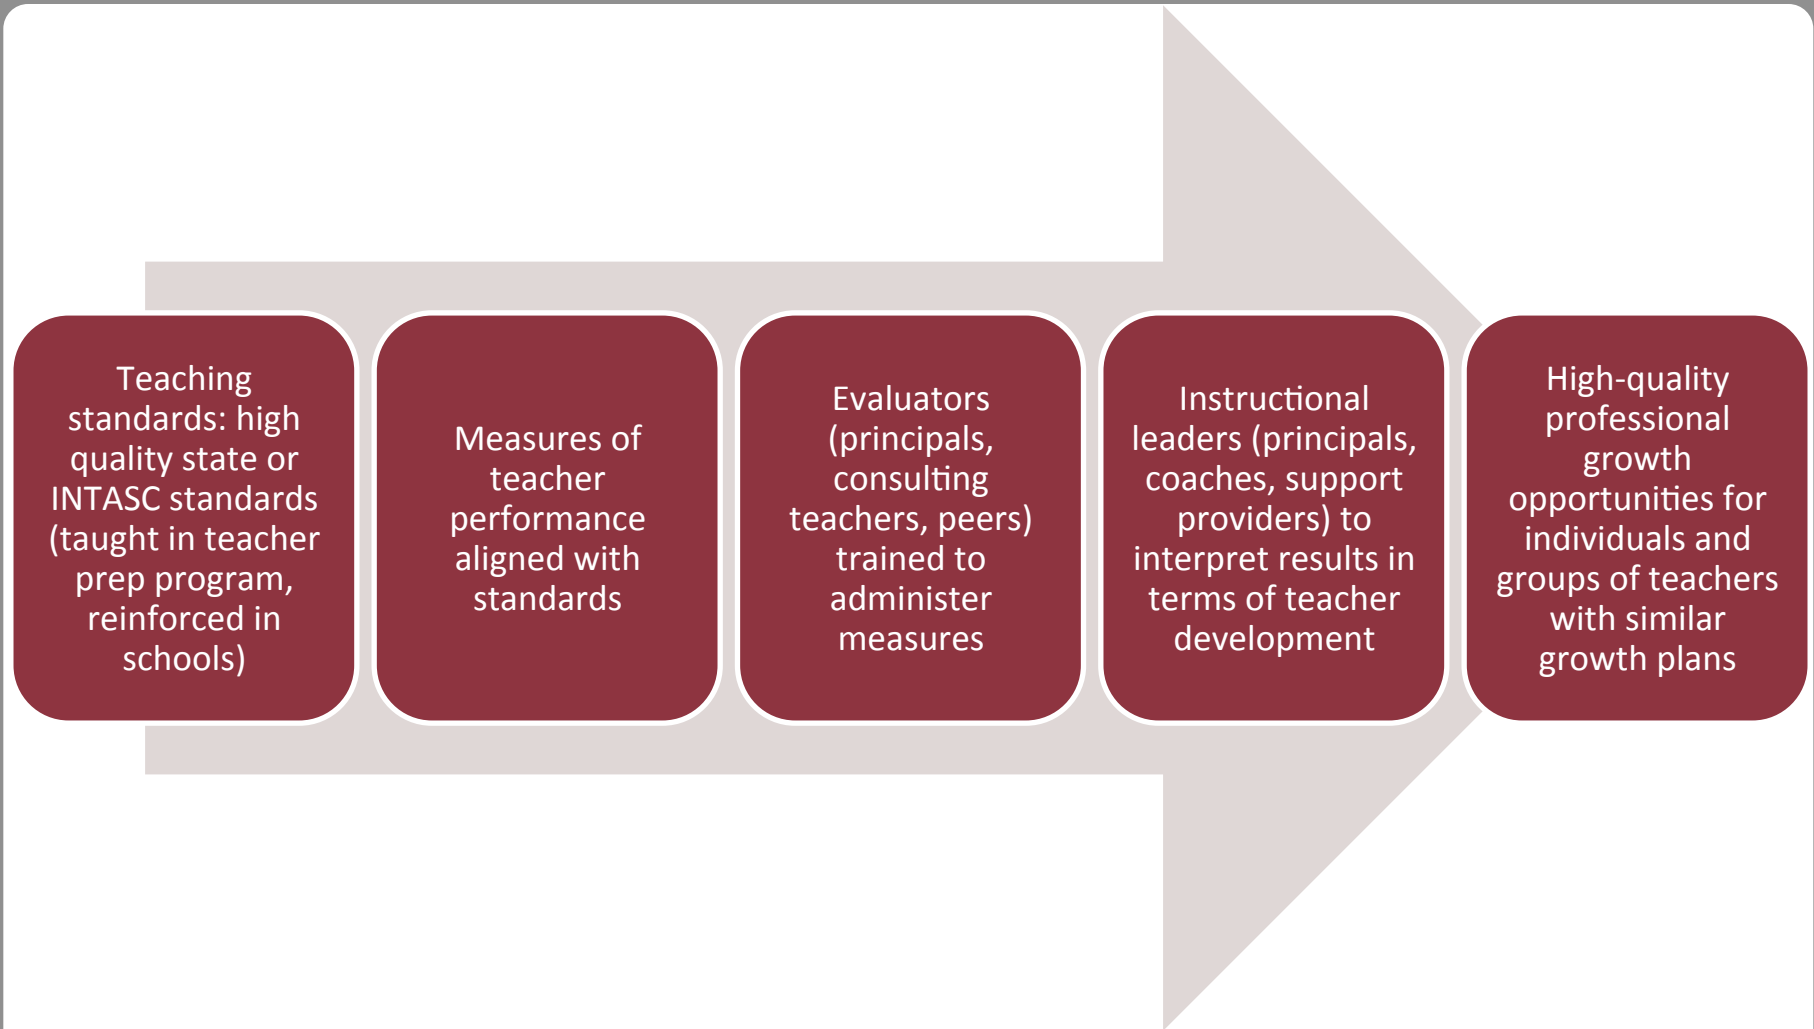 Teaching
standards: high
quality state or
INTASC standards
(taught in teacher
prep program,
reinforced in
schools)
Measures of
teacher
performance
aligned with
standards
Evaluators
(principals,
consulting
teachers, peers)
trained to
administer
measures
Instructional
leaders (principals,
coaches, support
providers) to
interpret results in
terms of teacher
development
High-quality
professional
growth
opportunities for
individuals and
groups of teachers
with similar
growth plans